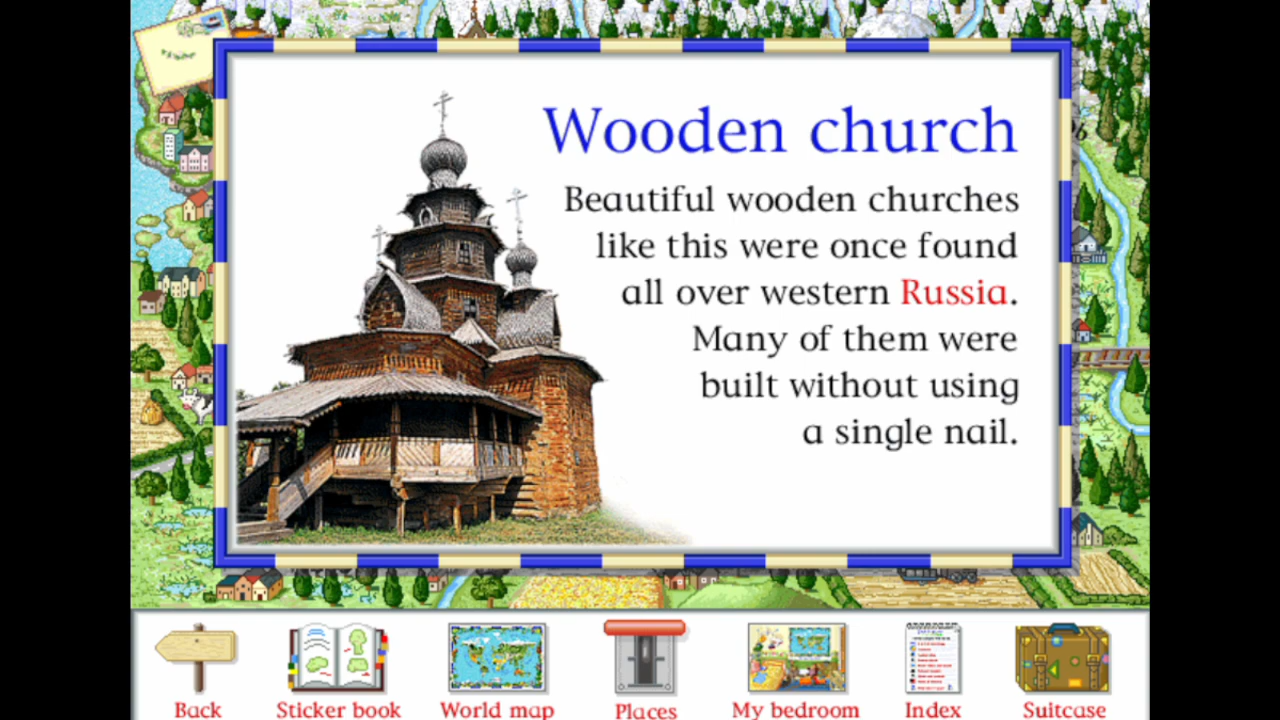 Wooden church
Beautiful wooden churches
like this were once found
all over western Russia.
Many of them were
built without using
a single nail.
Back
Sticker book
World map
Places
My bedroom
Index
Suitcase